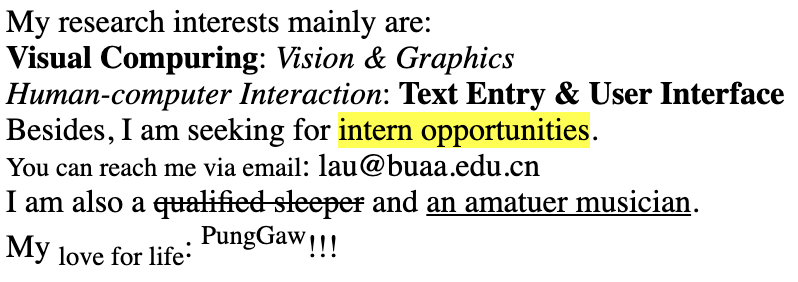 My research interests mainly are:
Visual Compuring: Vision & Graphics
Human-computer Interaction: Text Entry & User Interface
Besides, I am seeking for intern opportunities.
You can reach me via email: lau@buaa.edu.cn
I am also a qualified sleeper and an amatuer musician.
My love for life: PungGaw!!!